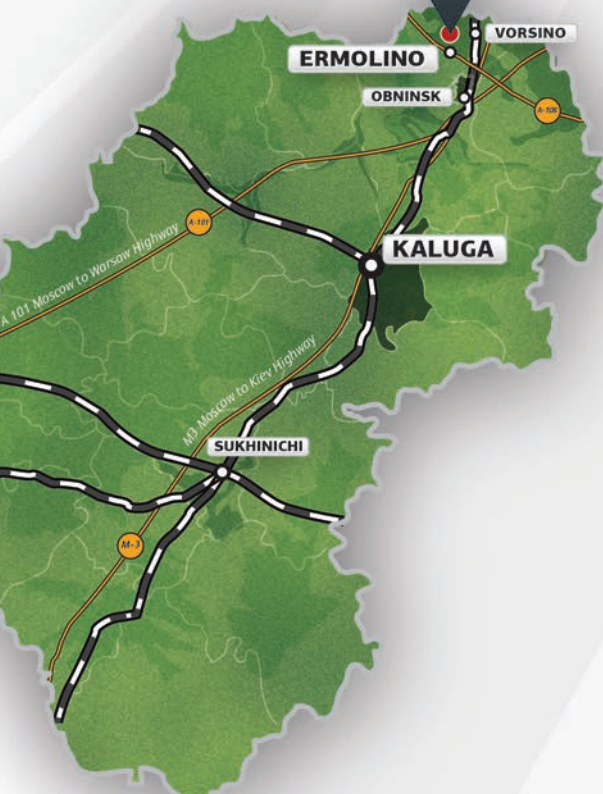 VORSINO
ERMOLINO
OBNINSK
A-108
A-101
KALUGA
A 101 Moscow to Warsaw Highway
M3 Moscow to Kiev Highway
SUKHINICHI
M-3